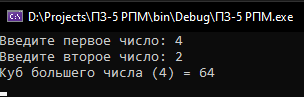 D:\Projects\ПЗ-5 РПМ\bin\Debug\ПЗ-5 РПМ.exe
Введите первое число: 4
Введите второе число: 2
Куб большего числа (4) = 64